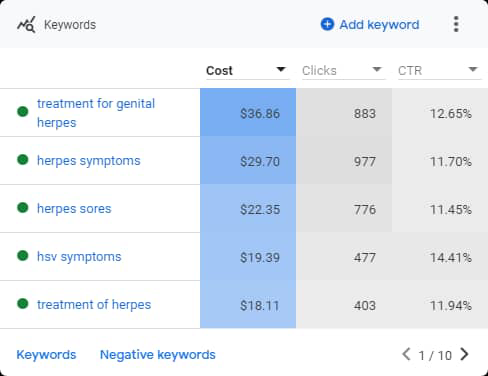 Keywords
Add keyword
Cost Clicks CTR
treatment for genital
herpes
$36.86 883 12.65%
herpes symptoms $29.70 977 11.70%
herpes sores $22.35 776 11.45%
hsv symptoms $19.39 477 14.41%
treatment of herpes $18.11 403 11.94%
Keywords Negative keywords 1 / 10